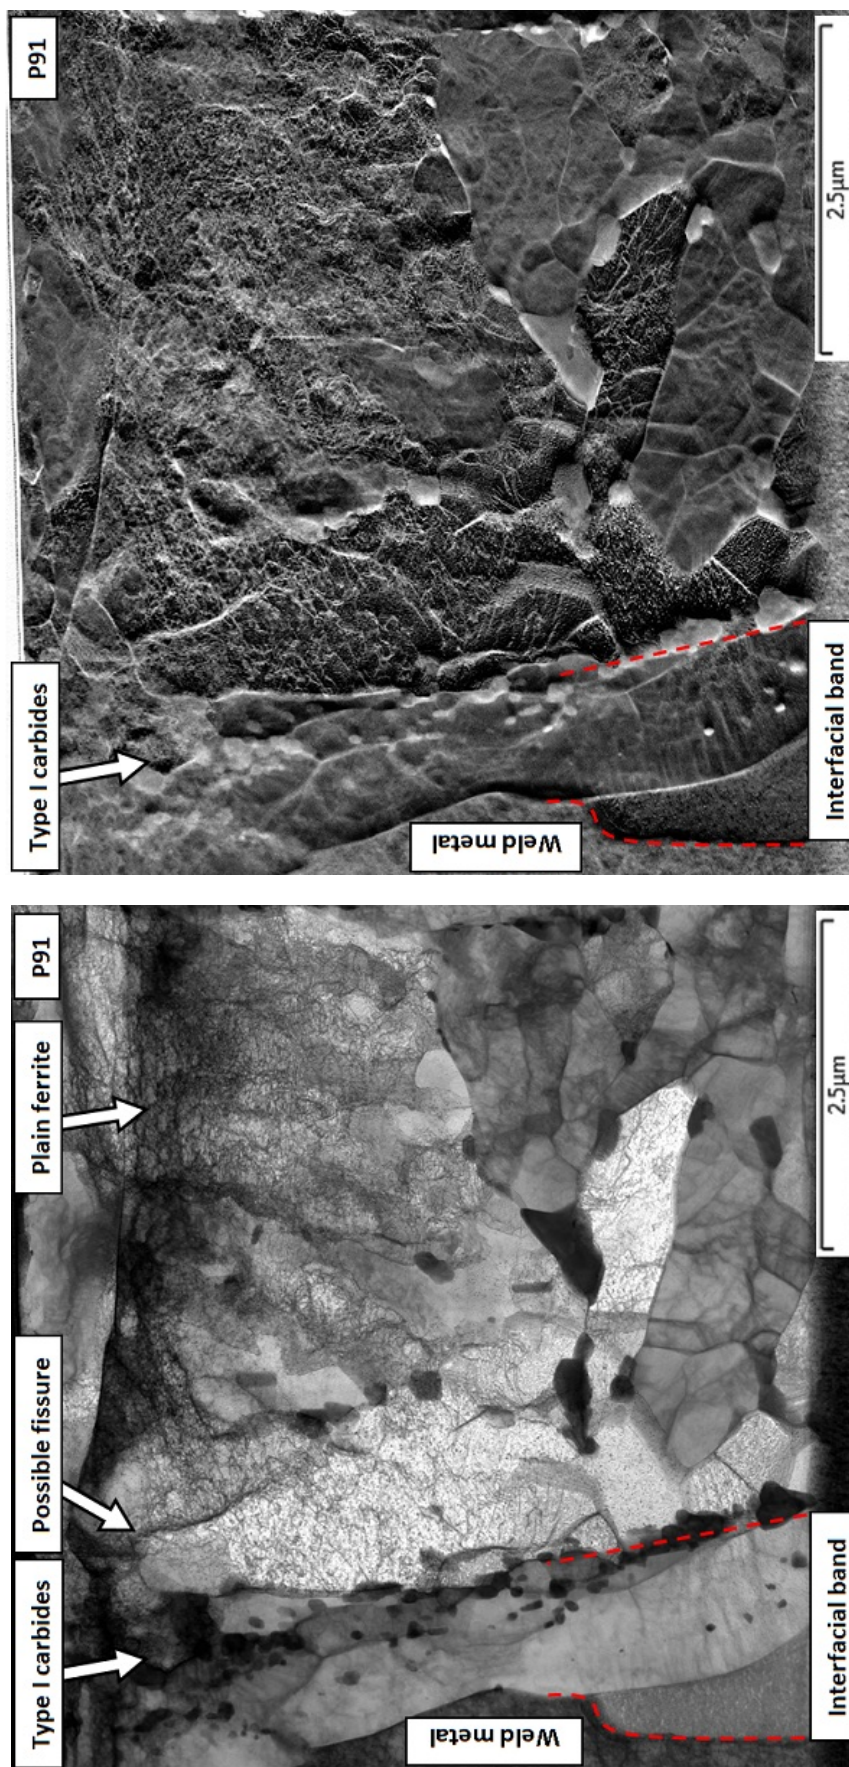 P91
2.5µm
Type I carbides
Weld metal
Interfacial band
P91
Plain ferrite
Possible fissure
Type I carbides
Weld metal
Interfacial band
2.5µm